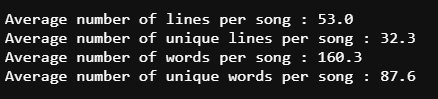 Average number of lines per song : 53.0
Average number of unique lines per song : 32.3
Average number of words per song : 160.3
Average number of unique words per song : 87.6